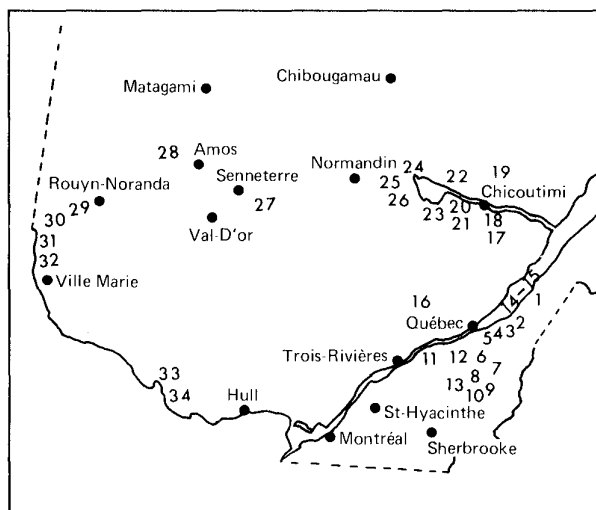 Chibougamau
Matagami
Amos
28
Normandin
24
22
19
Senneterre
25
Chicoutimi
Rouyn-Noranda
29
27
26
23
20
18
30
21
17
Val-D'or
31
32
Ville Marie
14-15
1
16
Québec
5 4 3 2
Trois-Rivières
11
12
6
7
33
8
13
9
10
34
Hull
St-Hyacinthe
Montréal
Sherbrooke